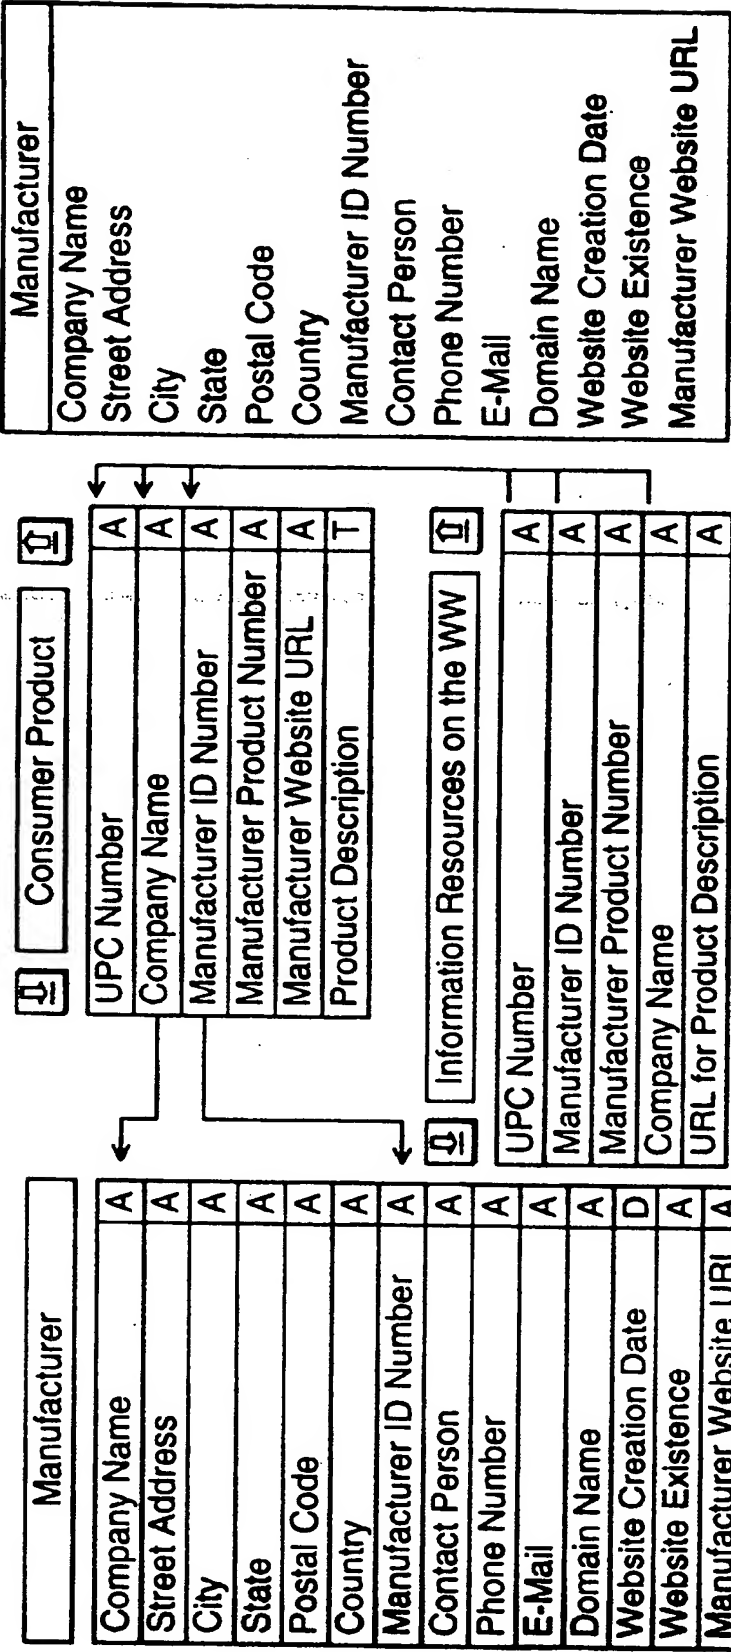 Manufacturer
Company Name A
Street Address A
City A
State A
Postal Code A
Country A
Manufacturer ID Number A
Contact Person A
Phone Number A
E-Mail A
Domain Name A
Website Creation Date D
Website Existence A
Manufacturer Website URL A
Consumer Product
UPC Number A
Company Name A
Manufacturer ID Number A
Manufacturer Product Number A
Manufacturer Website URL A
Product Description T
Information Resources on the WW
UPC Number A
Manufacturer ID Number A
Manufacturer Product Number A
Company Name A
URL for Product Description A
Manufacturer
Company Name
Street Address
City
State
Postal Code
Country
Manufacturer ID Number
Contact Person
Phone Number
E-Mail
Domain Name
Website Creation Date
Website Existence
Manufacturer Website URL